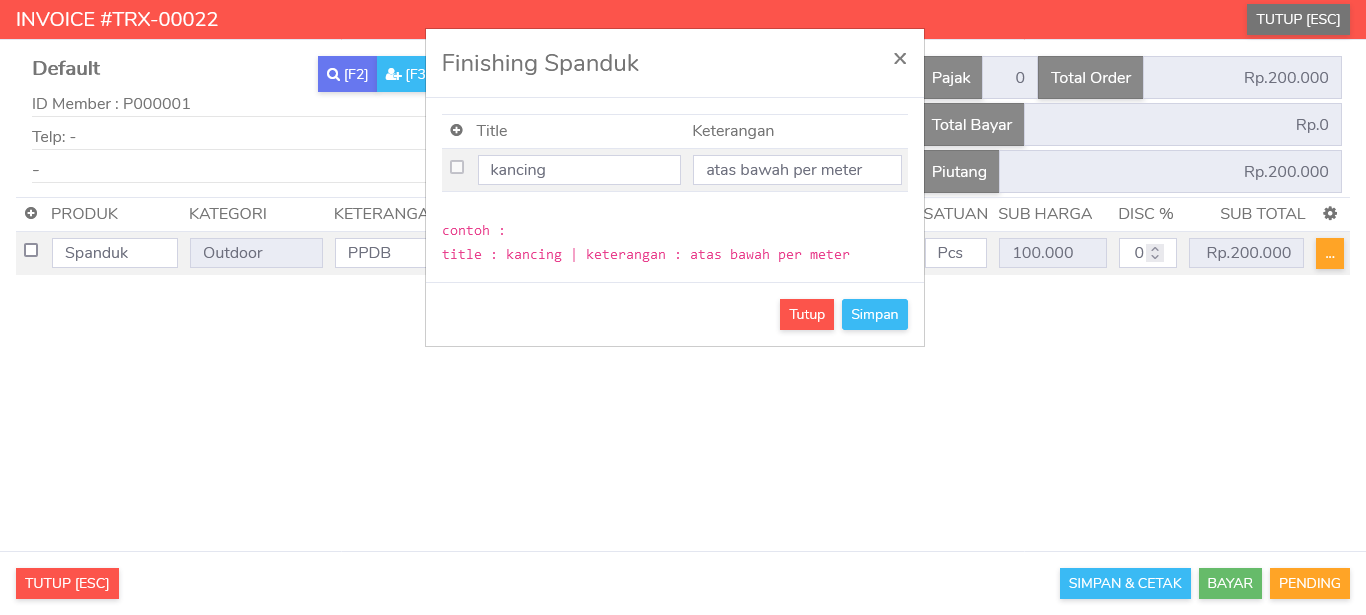 INVOICE #TRX-00022
TUTUP [ESC]
Default
[F2]
[F3
ID Member : P000001
Telp: -
-
Finishing Spanduk
×
Title
Keterangan
kancing
atas bawah per meter
contoh :
title : kancing | keterangan : atas bawah per meter
Tutup
Simpan
Pajak
0
Total Order
Rp.200.000
Total Bayar
Rp.0
Piutang
Rp.200.000
PRODUK
KATEGORI
KETERANGA
SATUAN
SUB HARGA
DISC %
SUB TOTAL
Spanduk
Outdoor
PPDB
Pcs
100.000
0
Rp.200.000
...
TUTUP [ESC]
SIMPAN & CETAK
BAYAR
PENDING